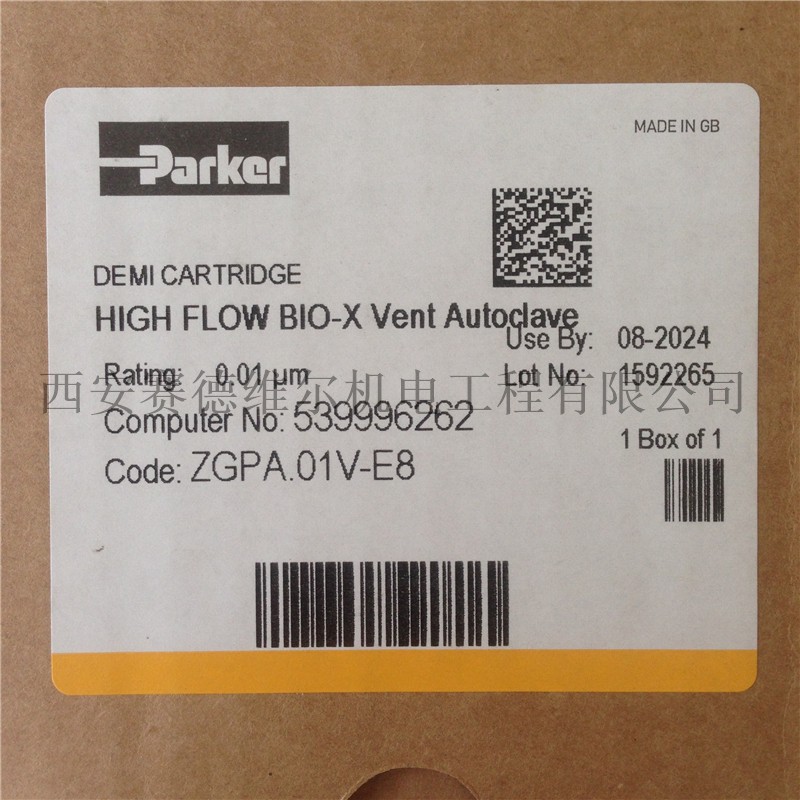 Parker
MADE IN GB
DEMI CARTRIDGE
HIGH FLOW BIO-X Vent Autoclave
Use By: 08-2024
Rating: 0.01 µm
Lot No: 1592265
西安赛德维尔机电工程有限公司
Computer No: 539996262
1 Box of 1
Code: ZGPA.01V-E8